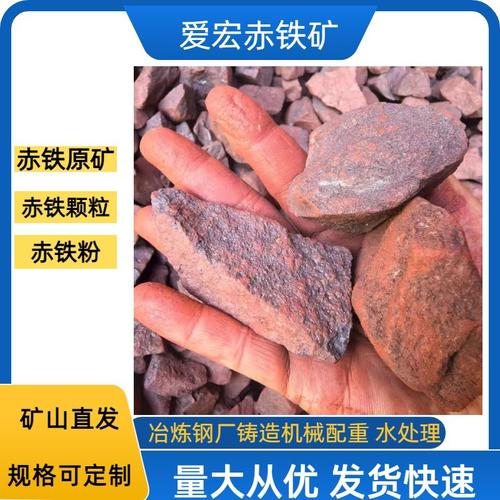 爱宏赤铁矿
赤铁原矿
赤铁颗粒
赤铁粉
矿山直发
规格可定制
冶炼钢厂铸造机械配重 水处理
量大从优 发货快速